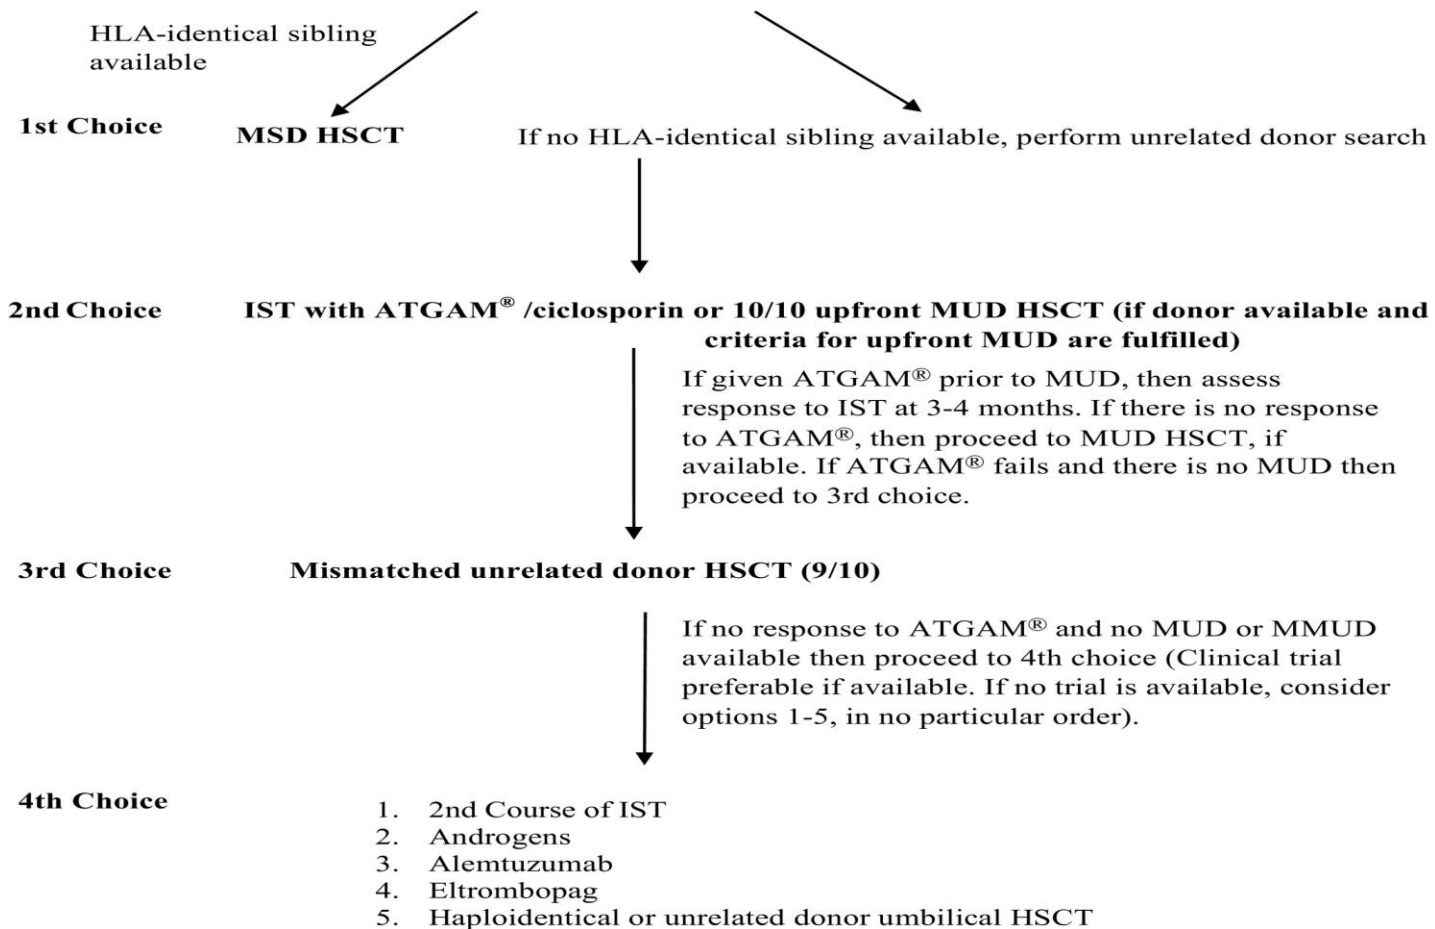 HLA-identical sibling
available
1st Choice MSD HSCT If no HLA-identical sibling available, perform unrelated donor search
2nd Choice IST with ATGAM® /ciclosporin or 10/10 upfront MUD HSCT (if donor available and
criteria for upfront MUD are fulfilled)
If given ATGAM® prior to MUD, then assess
response to IST at 3-4 months. If there is no response
to ATGAM®, then proceed to MUD HSCT, if
available. If ATGAM® fails and there is no MUD then
proceed to 3rd choice.
3rd Choice Mismatched unrelated donor HSCT (9/10)
If no response to ATGAM® and no MUD or MMUD
available then proceed to 4th choice (Clinical trial
preferable if available. If no trial is available, consider
options 1-5, in no particular order).
4th Choice
1. 2nd Course of IST
2. Androgens
3. Alemtuzumab
4. Eltrombopag
5. Haploidentical or unrelated donor umbilical HSCT